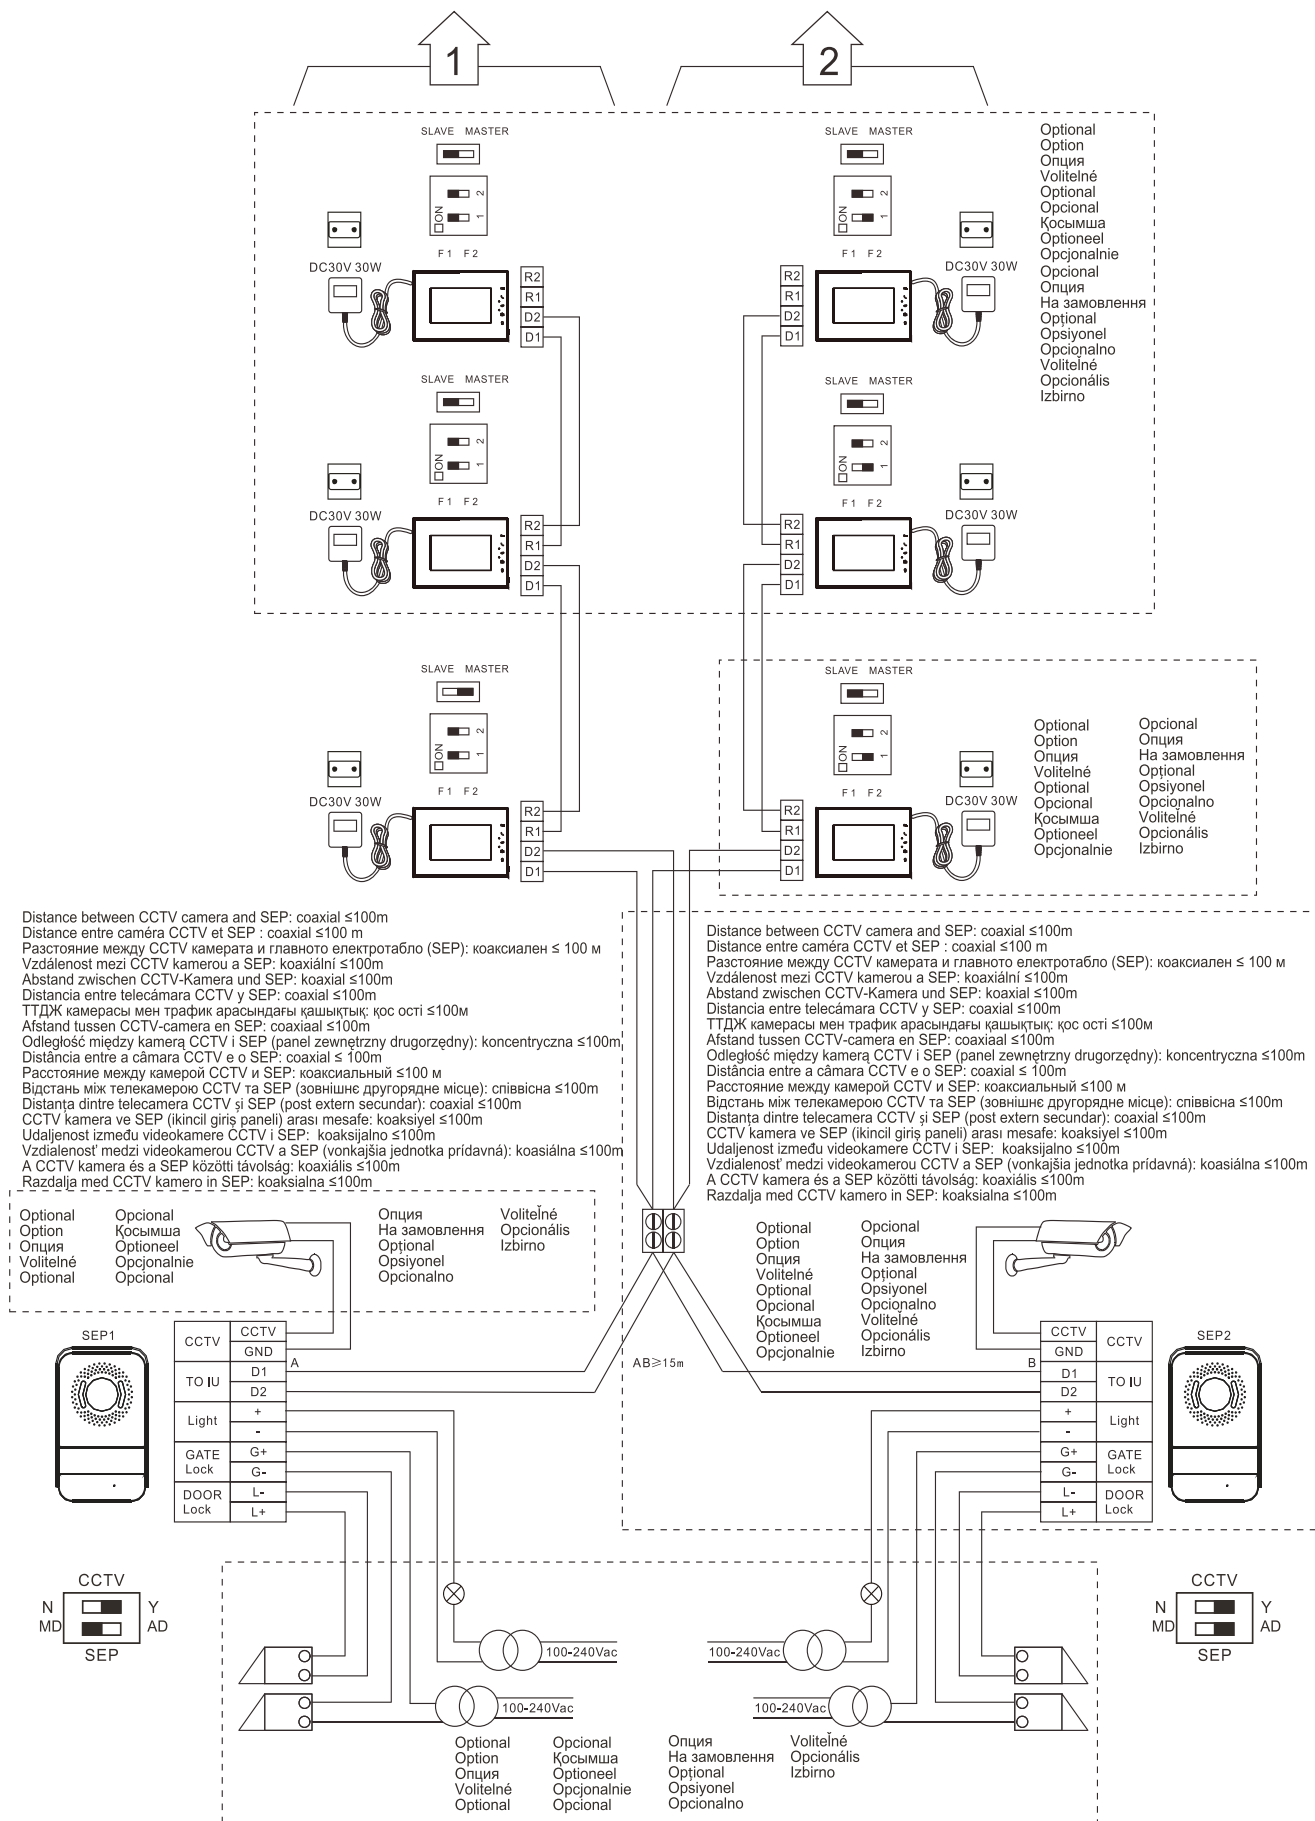 1
2
SLAVE MASTER
ON
1
2
F1 F2
DC30V 30W
R2
R1
D2
D1
SLAVE MASTER
ON
1
2
F1 F2
DC30V 30W
R2
R1
D2
D1
Optional
Option
Опция
Volitelné
Optional
Opcional
Қосымша
Optioneel
Opcjonalnie
Opcional
Опция
На замовлення
Opțional
Opsiyonel
Opcionalno
Voliteľné
Opcionális
Izbirno
SLAVE MASTER
ON
1
2
F1 F2
DC30V 30W
R2
R1
D2
D1
SLAVE MASTER
ON
1
2
F1 F2
DC30V 30W
R2
R1
D2
D1
SLAVE MASTER
ON
1
2
F1 F2
DC30V 30W
R2
R1
D2
D1
SLAVE MASTER
ON
1
2
F1 F2
DC30V 30W
R2
R1
D2
D1
Optional
Option
Опция
Volitelné
Optional
Opcional
Қосымша
Optioneel
Opcjonalnie
Opcional
Опция
На замовлення
Opțional
Opsiyonel
Opcionalno
Voliteľné
Opcionális
Izbirno
Distance between CCTV camera and SEP: coaxial ≤100m
Distance entre caméra CCTV et SEP : coaxial ≤100 m
Разстояние между CCTV камерата и главното електротабло (SEP): коаксиален ≤ 100 м
Vzdálenost mezi CCTV kamerou a SEP: koaxiální ≤100m
Abstand zwischen CCTV-Kamera und SEP: koaxial ≤100m
Distancia entre telecámara CCTV y SEP: coaxial ≤100m
ТТДЖ камерасы мен трафик арасындағы қашықтық: қос ості ≤100м
Afstand tussen CCTV-camera en SEP: coaxiaal ≤100m
Odległość między kamerą CCTV i SEP (panel zewnętrzny drugorzędny): koncentryczna ≤100m
Distância entre a câmara CCTV e o SEP: coaxial ≤ 100m
Расстояние между камерой CCTV и SEP: коаксиальный ≤100 м
Відстань між телекамерою CCTV та SEP (зовнішнє другорядне місце): співвісна ≤100m
Distanța dintre telecamera CCTV și SEP (post extern secundar): coaxial ≤100m
CCTV kamera ve SEP (ikincil giriş paneli) arası mesafe: koaksiyel ≤100m
Udaljenost između videokamere CCTV i SEP: koaksijalno ≤100m
Vzdialenosť medzi videokamerou CCTV a SEP (vonkajšia jednotka prídavná): koasiálna ≤100m
A CCTV kamera és a SEP közötti távolság: koaxiális ≤100m
Razdalja med CCTV kamero in SEP: koaksialna ≤100m
Distance between CCTV camera and SEP: coaxial ≤100m
Distance entre caméra CCTV et SEP : coaxial ≤100 m
Разстояние между CCTV камерата и главното електротабло (SEP): коаксиален ≤ 100 м
Vzdálenost mezi CCTV kamerou a SEP: koaxiální ≤100m
Abstand zwischen CCTV-Kamera und SEP: koaxial ≤100m
Distancia entre telecámara CCTV y SEP: coaxial ≤100m
ТТДЖ камерасы мен трафик арасындағы қашықтық: қос ості ≤100м
Afstand tussen CCTV-camera en SEP: coaxiaal ≤100m
Odległość między kamerą CCTV i SEP (panel zewnętrzny drugorzędny): koncentryczna ≤100m
Distância entre a câmara CCTV e o SEP: coaxial ≤ 100m
Расстояние между камерой CCTV и SEP: коаксиальный ≤100 м
Відстань між телекамерою CCTV та SEP (зовнішнє другорядне місце): співвісна ≤100m
Distanța dintre telecamera CCTV și SEP (post extern secundar): coaxial ≤100m
CCTV kamera ve SEP (ikincil giriş paneli) arası mesafe: koaksiyel ≤100m
Udaljenost između videokamere CCTV i SEP: koaksijalno ≤100m
Vzdialenosť medzi videokamerou CCTV a SEP (vonkajšia jednotka prídavná): koasiálna ≤100m
A CCTV kamera és a SEP közötti távolság: koaxiális ≤100m
Razdalja med CCTV kamero in SEP: koaksialna ≤100m
Optional
Option
Опция
Volitelné
Optional
Opcional
Қосымша
Optioneel
Opcjonalnie
Opcional
Опция
На замовлення
Opțional
Opsiyonel
Opcionalno
Voliteľné
Opcionális
Izbirno
Optional
Option
Опция
Volitelné
Optional
Opcional
Қосымша
Optioneel
Opcjonalnie
Opcional
Опция
На замовлення
Opțional
Opsiyonel
Opcionalno
Voliteľné
Opcionális
Izbirno
SEP1
CCTV
CCTV
GND
TO IU
D1
D2
Light
+
-
GATE
Lock
G+
G-
DOOR
Lock
L-
L+
A
AB≥15m
B
CCTV
GND
CCTV
D1
D2
TO IU
+
-
Light
G+
G-
GATE
Lock
L-
L+
DOOR
Lock
SEP2
CCTV
N Y
MD AD
SEP
CCTV
N Y
MD AD
SEP
100-240Vac
100-240Vac
100-240Vac
100-240Vac
Optional
Option
Опция
Volitelné
Optional
Opcional
Қосымша
Optioneel
Opcjonalnie
Opcional
Опция
На замовлення
Opțional
Opsiyonel
Opcionalno
Voliteľné
Opcionális
Izbirno